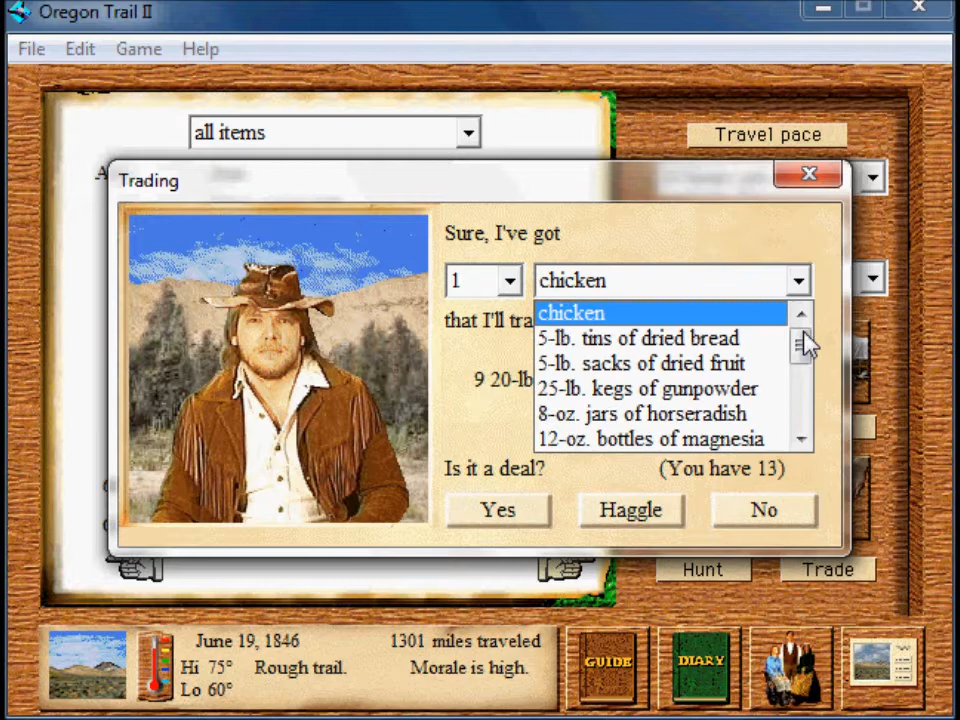 Oregon Trail II
File Edit Game Help
all items
Travel pace
Trading
Sure, I've got
1 chicken
chicken
5-lb. tins of dried bread
5-lb. sacks of dried fruit
25-lb. kegs of gunpowder
8-oz. jars of horseradish
12-oz. bottles of magnesia
that I'll tra
9 20-lb
Is it a deal? (You have 13)
Yes Haggle No
Hunt Trade
June 19, 1846 1301 miles traveled
Hi 75° Rough trail. Morale is high.
Lo 60°
GUIDE DIARY